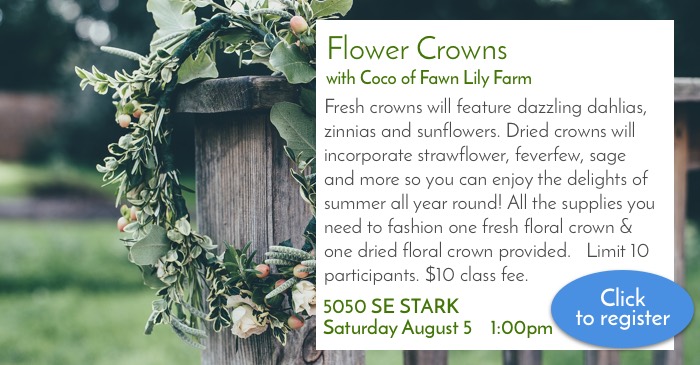 Flower Crowns
with Coco of Fawn Lily Farm
Fresh crowns will feature dazzling dahlias,
zinnias and sunflowers. Dried crowns will
incorporate strawflower, feverfew, sage
and more so you can enjoy the delights of
summer all year round! All the supplies you
need to fashion one fresh floral crown &
one dried floral crown provided. Limit 10
participants. $10 class fee.
5050 SE STARK
Saturday August 5 1:00pm
Click
to register